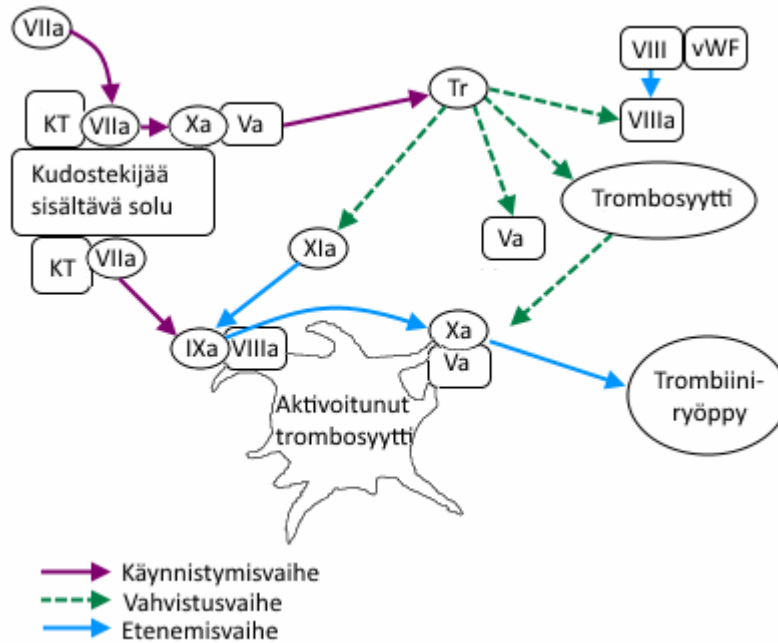 VIIa
VIII vWF
KT VIIa Xa Va
Tr
VIIIa
Kudostekijää
sisältävä solu
Trombosyytti
XIa
Va
KT VIIa
IXa VIIIa
Xa
Va
Aktivoitunut
trombosyytti
Trombiini-
ryöppy
Käynnistymisvaihe
Vahvistusvaihe
Etenemisvaihe